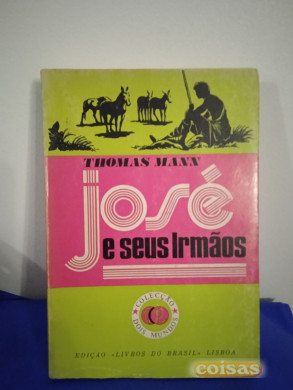 THOMAS MANN
josé
e seus Irmãos
COLECÇÃO
DOIS MUNDOS
EDIÇÃO «LIVROS DO BRASIL» LISBOA
coisas